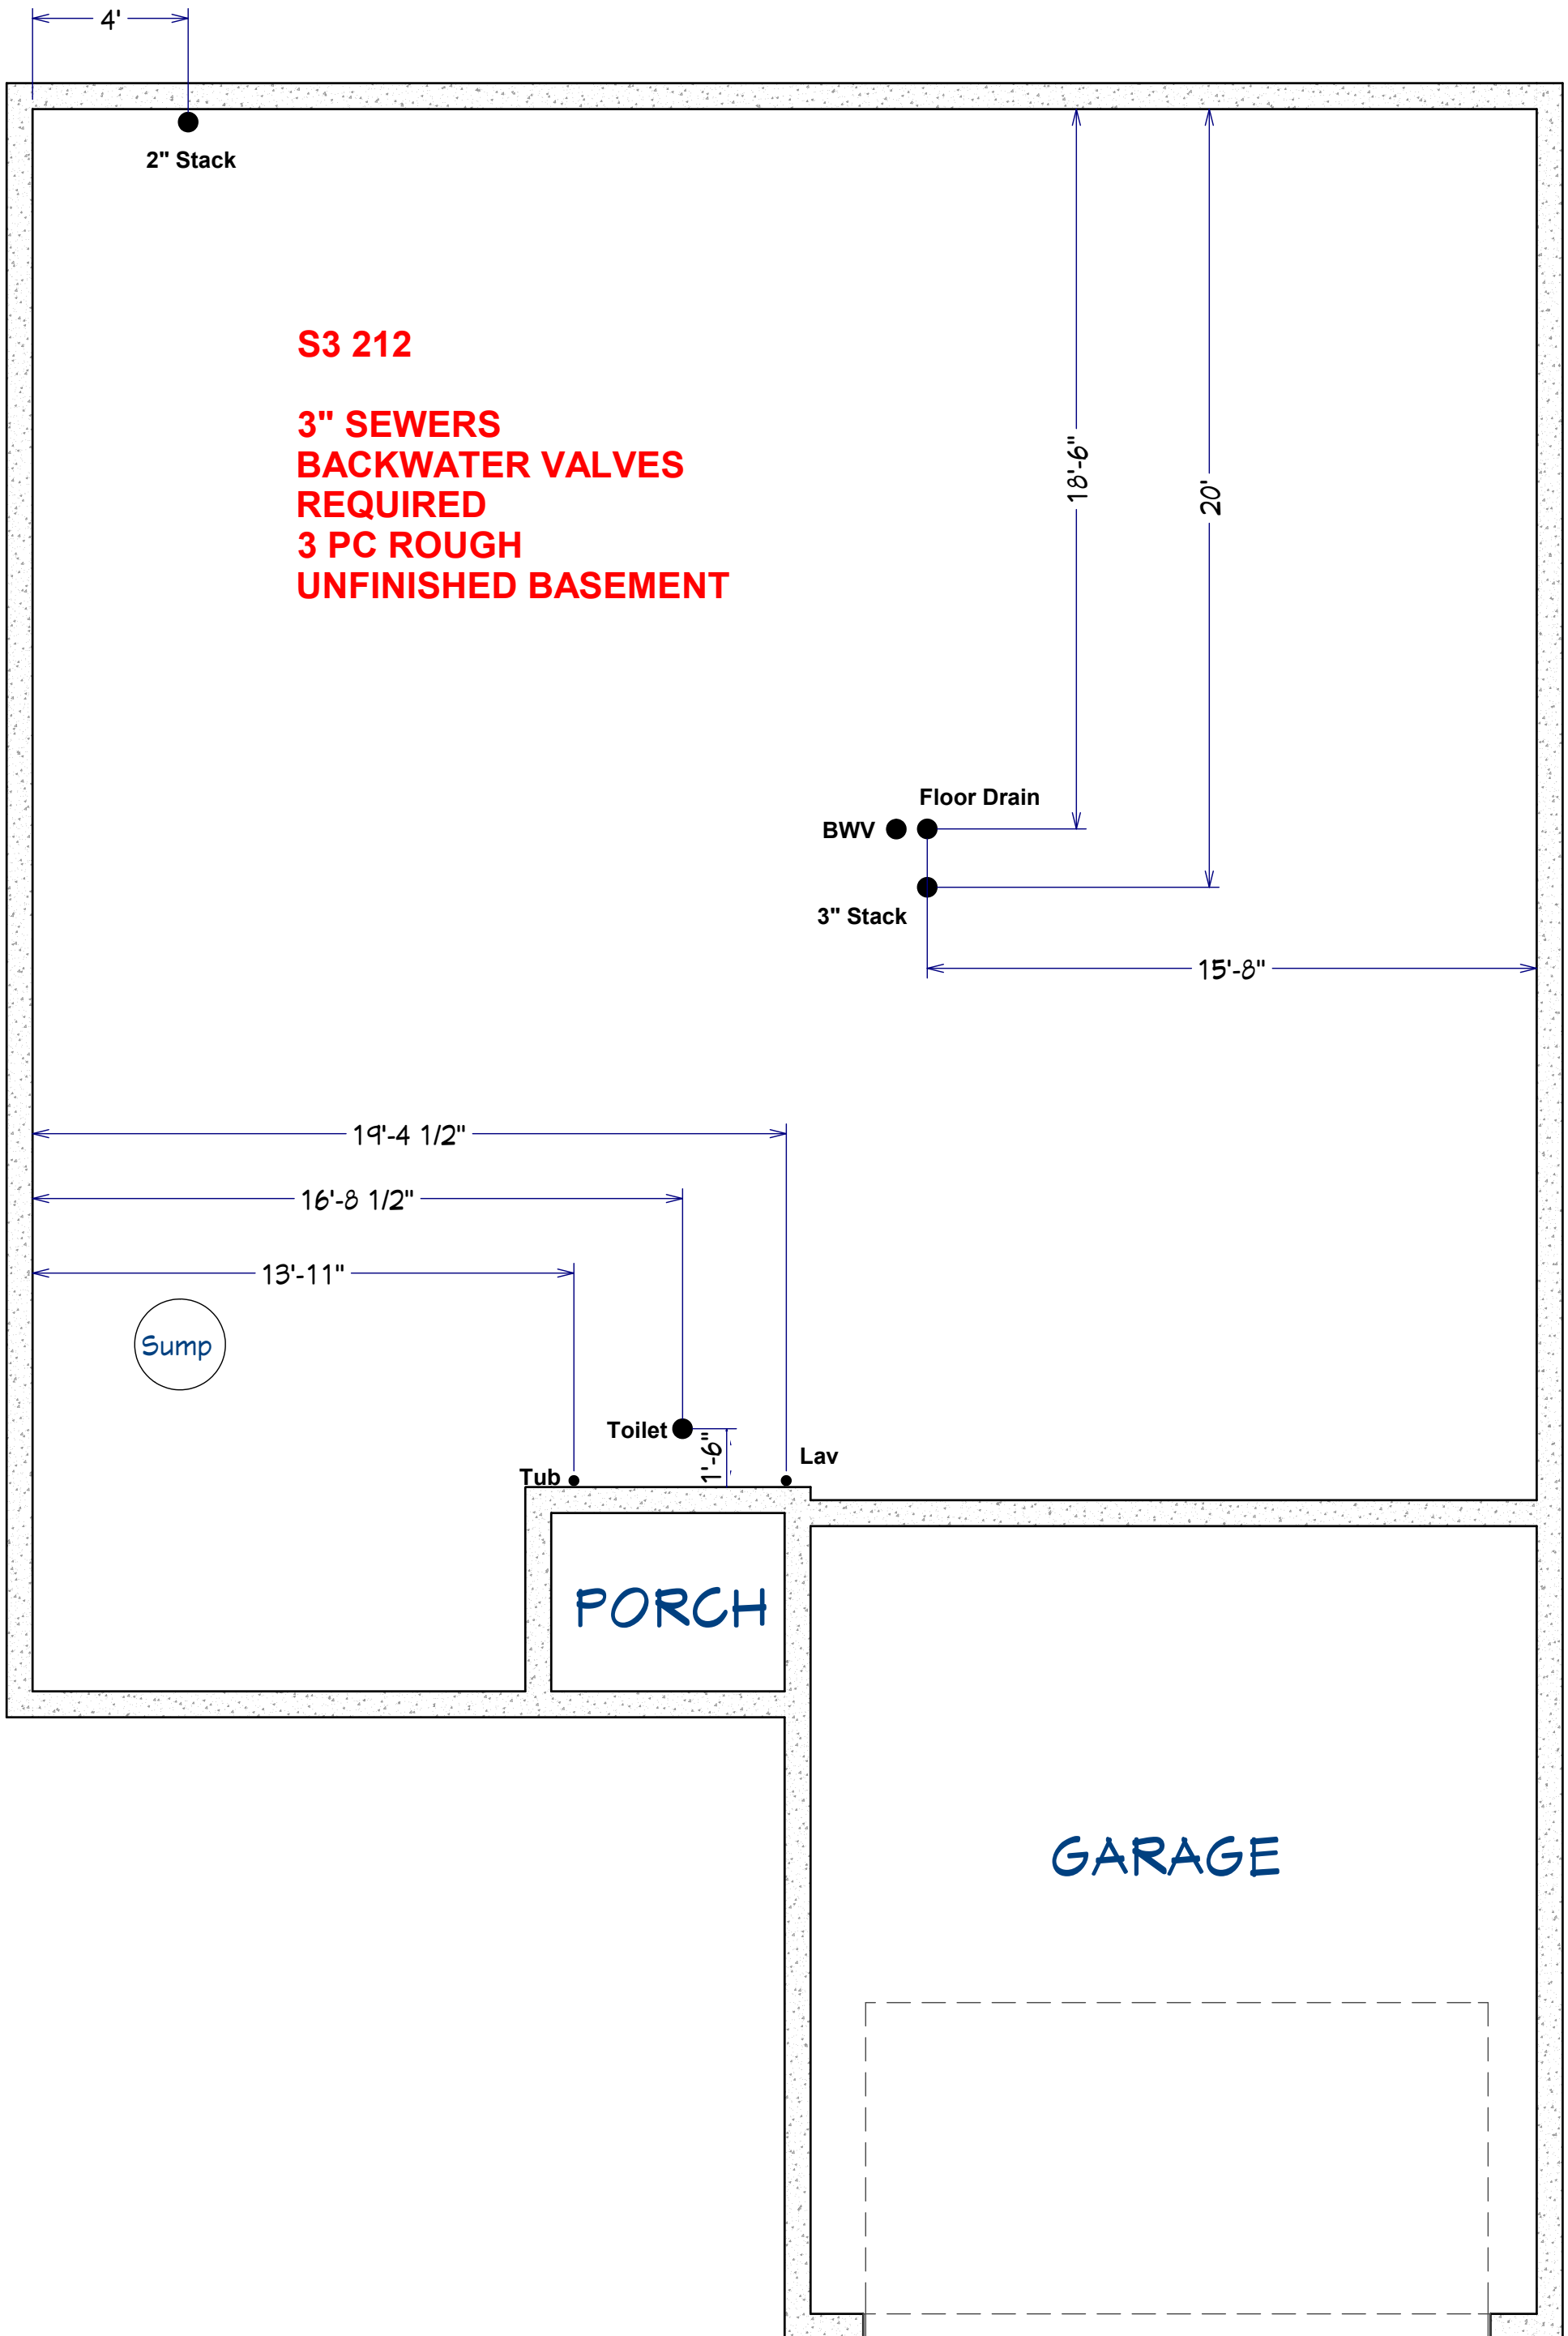 4'
2" Stack
S3 212
3" SEWERS
BACKWATER VALVES
REQUIRED
3 PC ROUGH
UNFINISHED BASEMENT
18'-6"
20'
Floor Drain
BWV
3" Stack
15'-8"
19'-4 1/2"
16'-8 1/2"
13'-11"
Sump
Toilet
1'-6"
Lav
Tub
PORCH
GARAGE